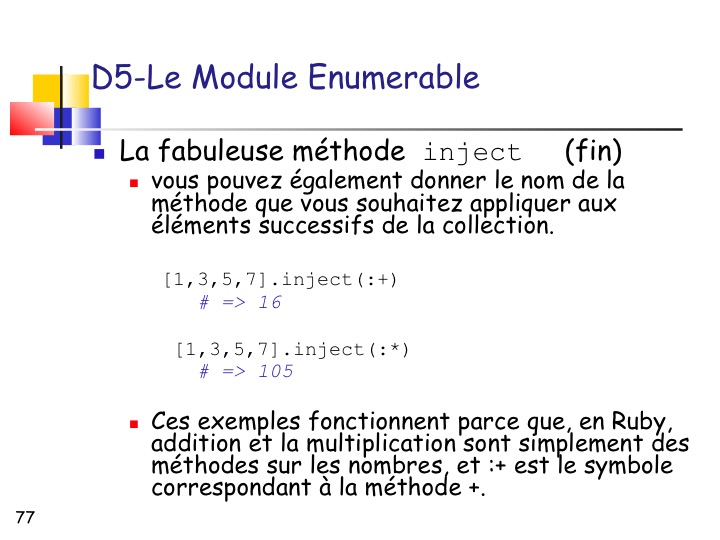 D5-Le Module Enumerable
La fabuleuse méthode inject (fin)
vous pouvez également donner le nom de la
méthode que vous souhaitez appliquer aux
éléments successifs de la collection.
[1,3,5,7].inject(:+)
# => 16
[1,3,5,7].inject(:*)
# => 105
Ces exemples fonctionnent parce que, en Ruby,
addition et la multiplication sont simplement des
méthodes sur les nombres, et :+ est le symbole
correspondant à la méthode +.
77